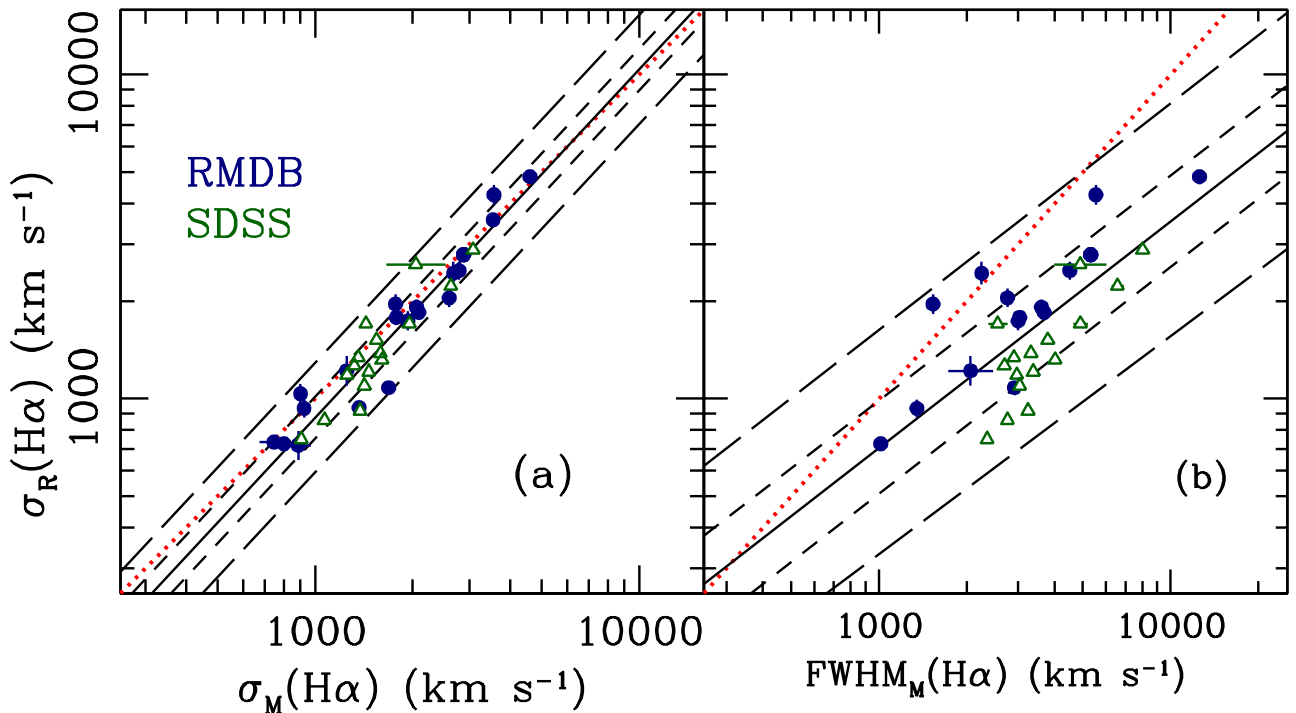 10000
1000
σR(Hα) (km s⁻¹)
RMDB
SDSS
(a)
(b)
1000
10000
1000
10000
σM(Hα) (km s⁻¹)
FWHMM(Hα) (km s⁻¹)